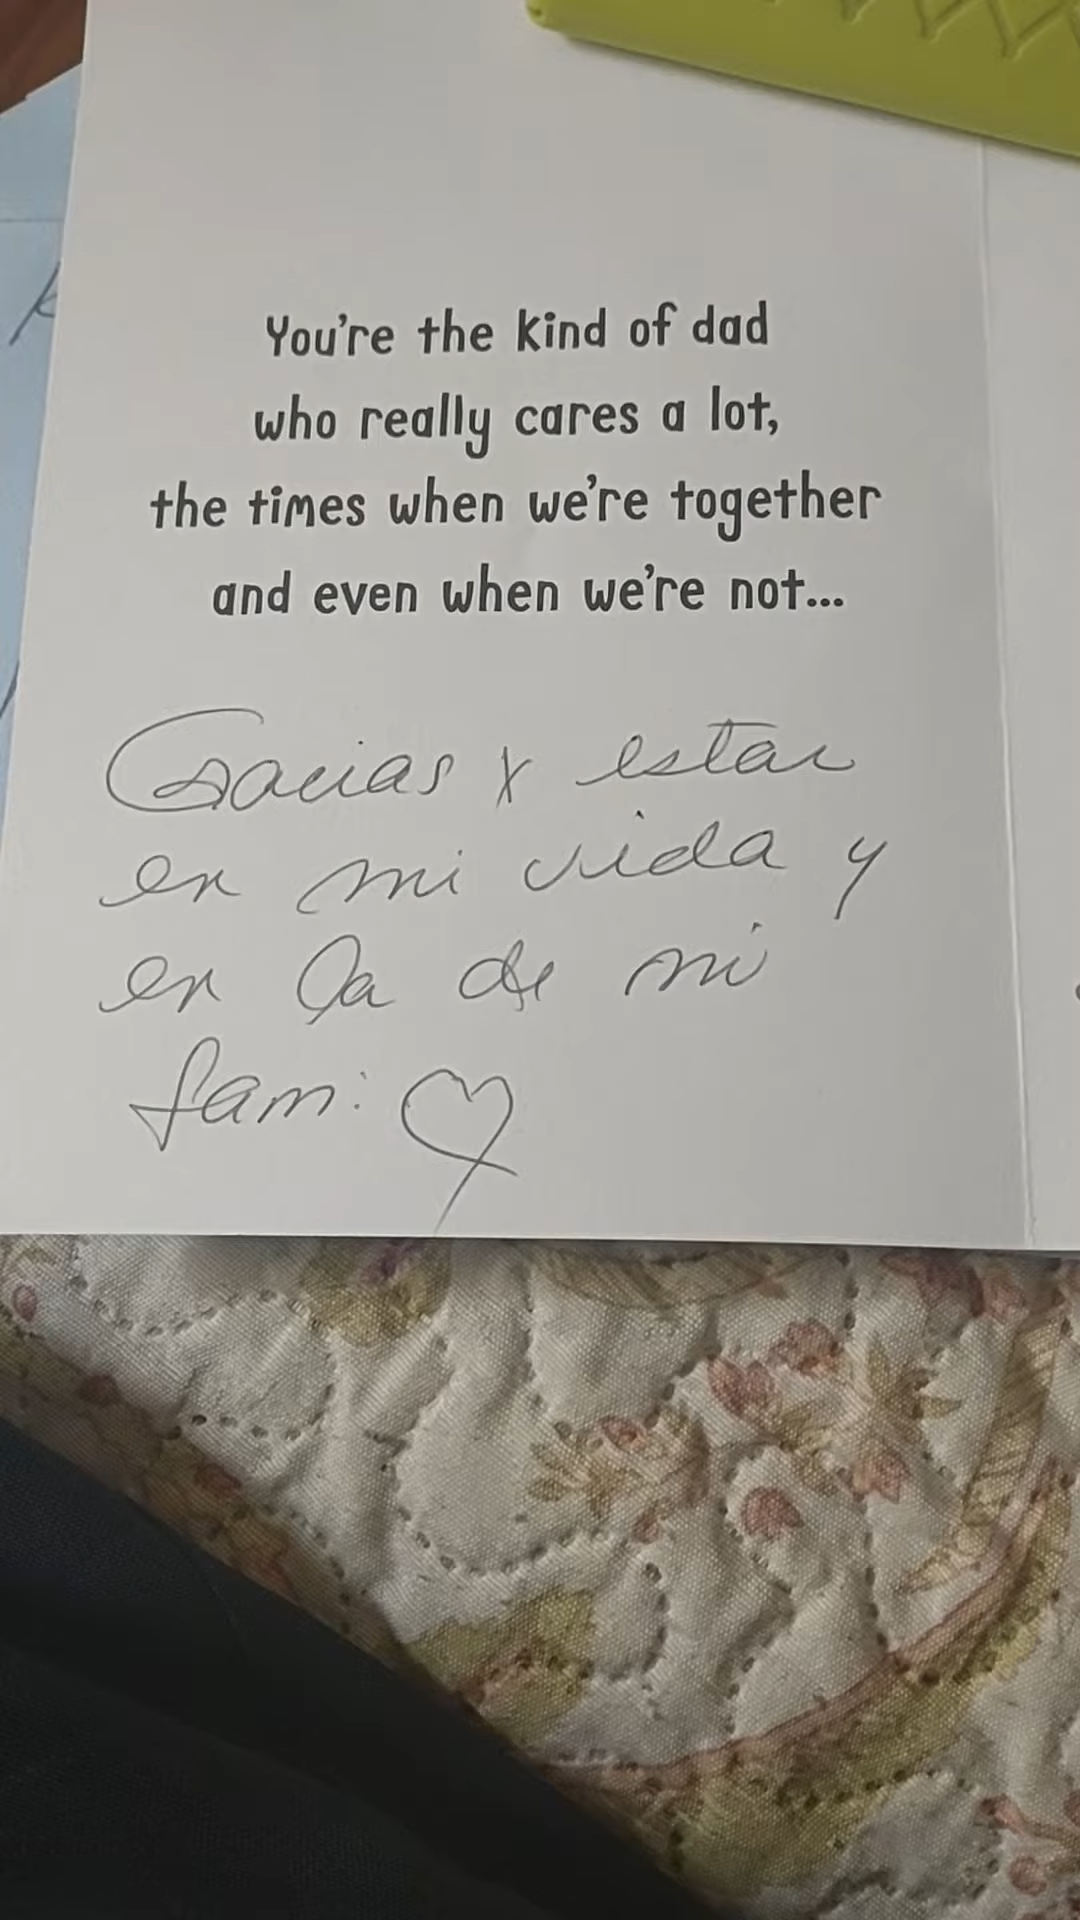 You're the kind of dad
who really cares a lot,
the times when we're together
and even when we're not...
Gracias x estar
en mi vida y
en la de mi
fam: ♡